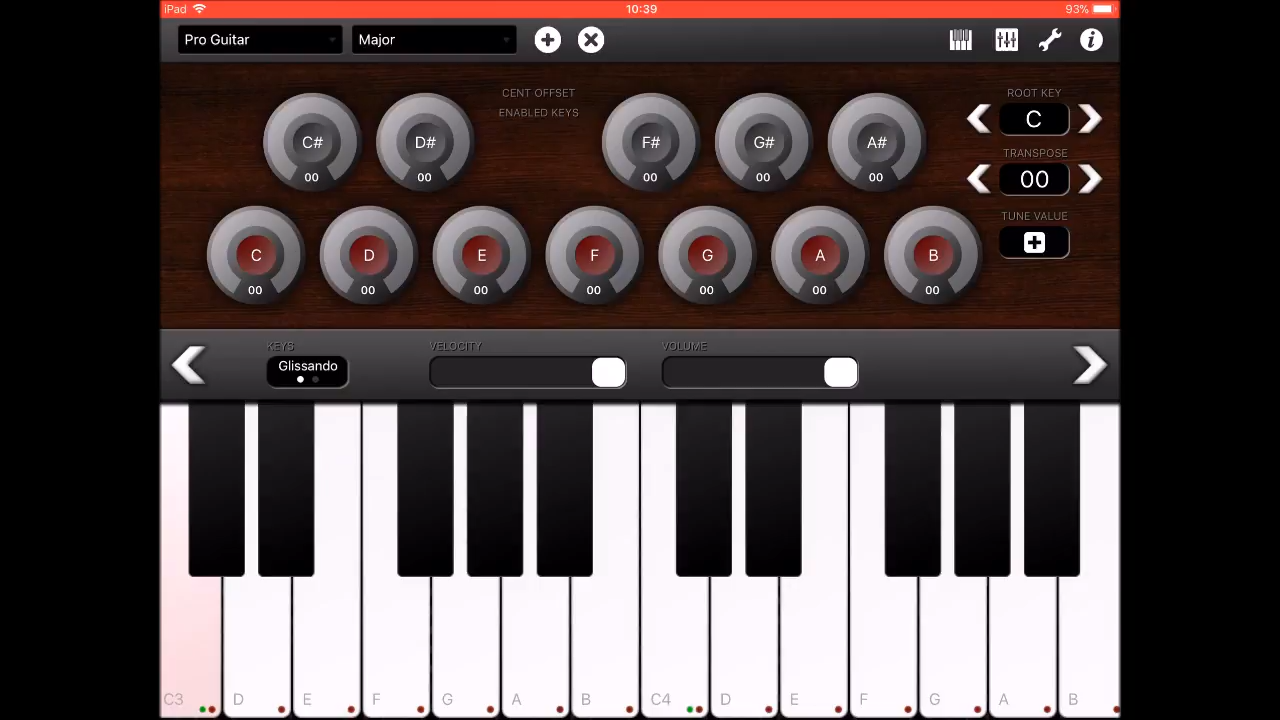 iPad 10:39 93%
Pro Guitar Major
CENT OFFSET
ENABLED KEYS
C# D# F# G# A#
00 00 00 00 00
C D E F G A B
00 00 00 00 00 00 00
ROOT KEY
C
TRANSPOSE
00
TUNE VALUE
KEYS VELOCITY VOLUME
Glissando
C3 D E F G A B C4 D E F G A B